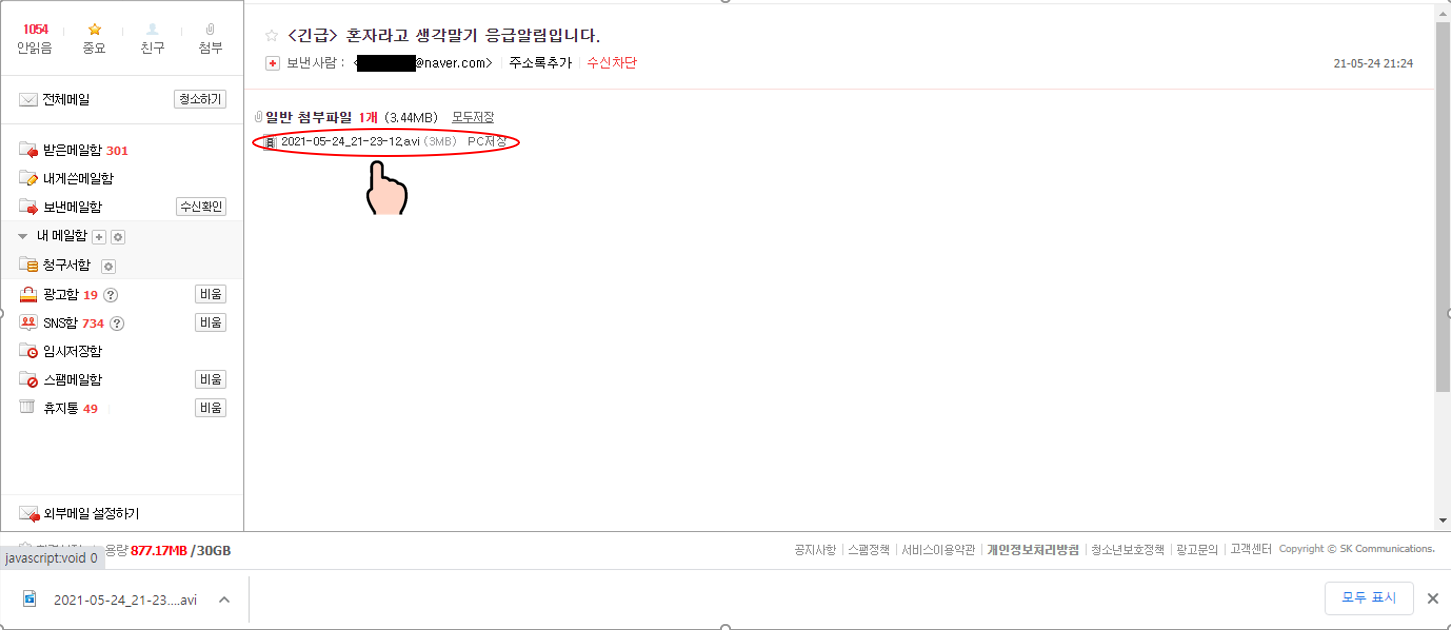 1054
안읽음 중요 친구 첨부
전체메일 청소하기
받은메일함 301
내게쓴메일함
보낸메일함 수신확인
내 메일함
청구서함
광고함 19 ? 비움
SNS함 734 ? 비움
임시저장함
스팸메일함 비움
휴지통 49 비움
외부메일 설정하기
<긴급> 혼자라고 생각말기 응급알림입니다.
보낸사람 : < @naver.com> 주소록추가 수신차단 21-05-24 21:24
일반 첨부파일 1개 (3.44MB) 모두저장
2021-05-24_21-23-12.avi (3MB) PC저장
용량 877.17MB /30GB
공지사항 | 스팸정책 | 서비스이용약관 | 개인정보처리방침 | 청소년보호정책 | 광고문의 | 고객센터 Copyright © SK Communications.
javascript:void 0
2021-05-24_21-23....avi 모두 표시